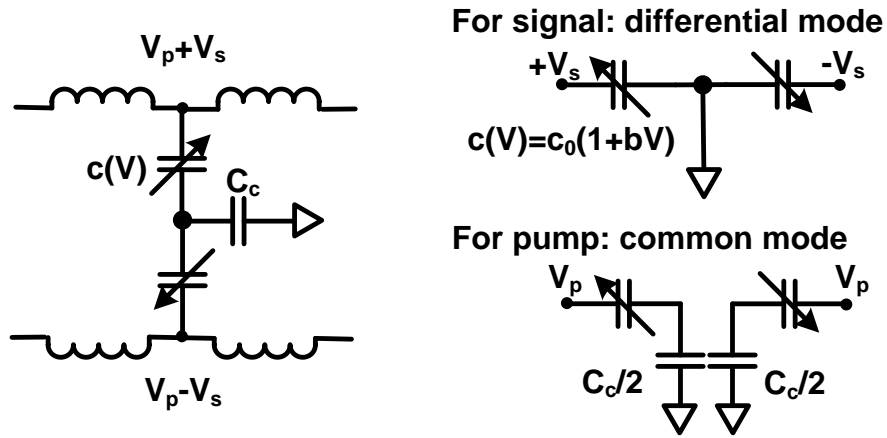 Vp+Vs
c(V)
Cc
Vp-Vs
For signal: differential mode
+Vs
-Vs
c(V)=c0(1+bV)
For pump: common mode
Vp
Vp
Cc/2
Cc/2